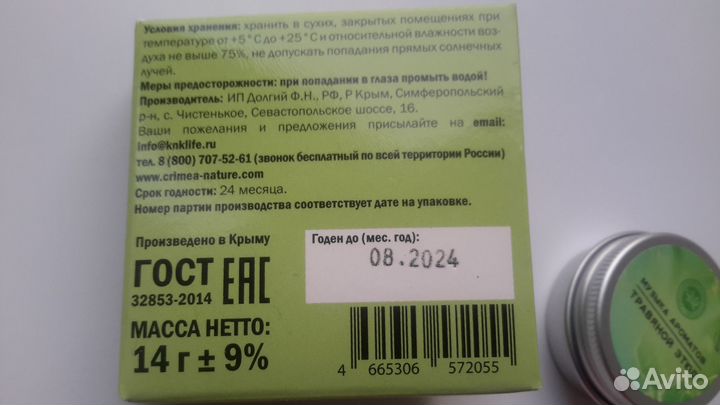 Условия хранения: хранить в сухих, закрытых помещениях при
температуре от +5°С до +25°С и относительной влажности воз-
духа не выше 75%, не допускать попадания прямых солнечных
лучей.
Меры предосторожности: при попадании в глаза промыть водой!
Производитель: ИП Долгий Ф.Н., РФ, Р Крым, Симферопольский
р-н, с. Чистенькое, Севастопольское шоссе, 16.
Ваши пожелания и предложения присылайте на email:
info@knklife.ru
тел. 8 (800) 707-52-61 (звонок бесплатный по всей территории России)
www.crimea-nature.com
Срок годности: 24 месяца.
Номер партии производства соответствует дате на упаковке.
Произведено в Крыму
ГОСТ
32853-2014
EAC
МАССА НЕТТО:
14 г ± 9%
Годен до (мес. год):
08.2024
4 665306 572055
МУЗЫКА АРОМАТОВ
ТРАВЯНОЙ
Avito